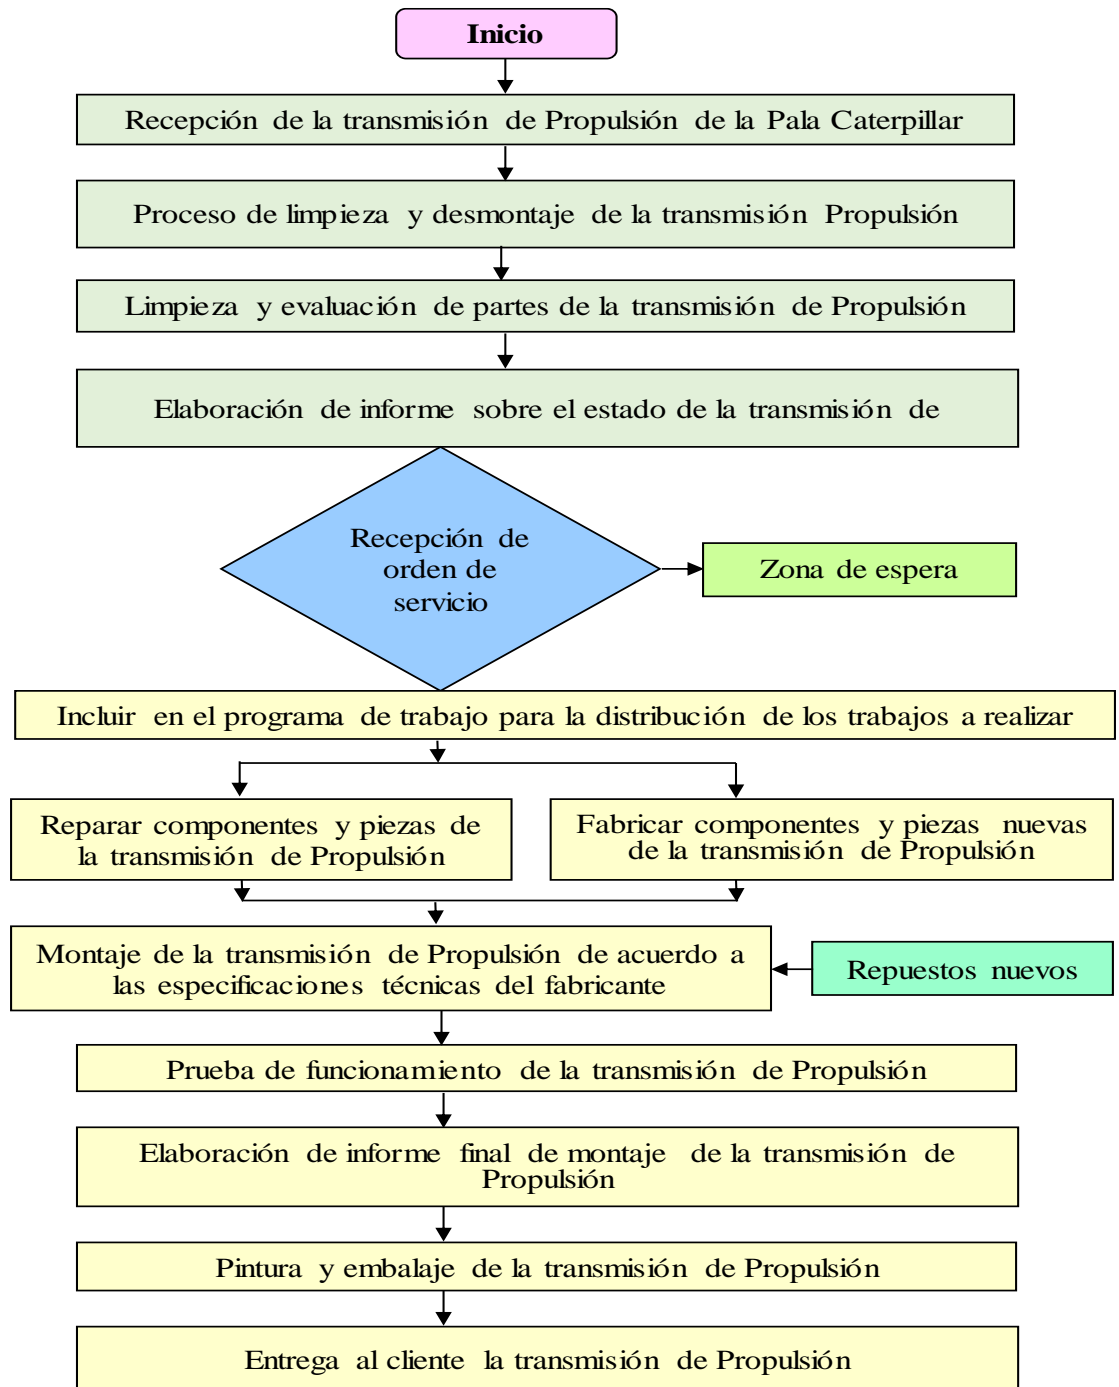 Inicio
Recepción de la transmisión de Propulsión de la Pala Caterpillar
Proceso de limpieza y desmontaje de la transmisión Propulsión
Limpieza y evaluación de partes de la transmisión de Propulsión
Elaboración de informe sobre el estado de la transmisión de
Recepción de
orden de
servicio
Zona de espera
Incluir en el programa de trabajo para la distribución de los trabajos a realizar
Reparar componentes y piezas de
la transmisión de Propulsión
Fabricar componentes y piezas nuevas
de la transmisión de Propulsión
Montaje de la transmisión de Propulsión de acuerdo a
las especificaciones técnicas del fabricante
Repuestos nuevos
Prueba de funcionamiento de la transmisión de Propulsión
Elaboración de informe final de montaje de la transmisión de
Propulsión
Pintura y embalaje de la transmisión de Propulsión
Entrega al cliente la transmisión de Propulsión